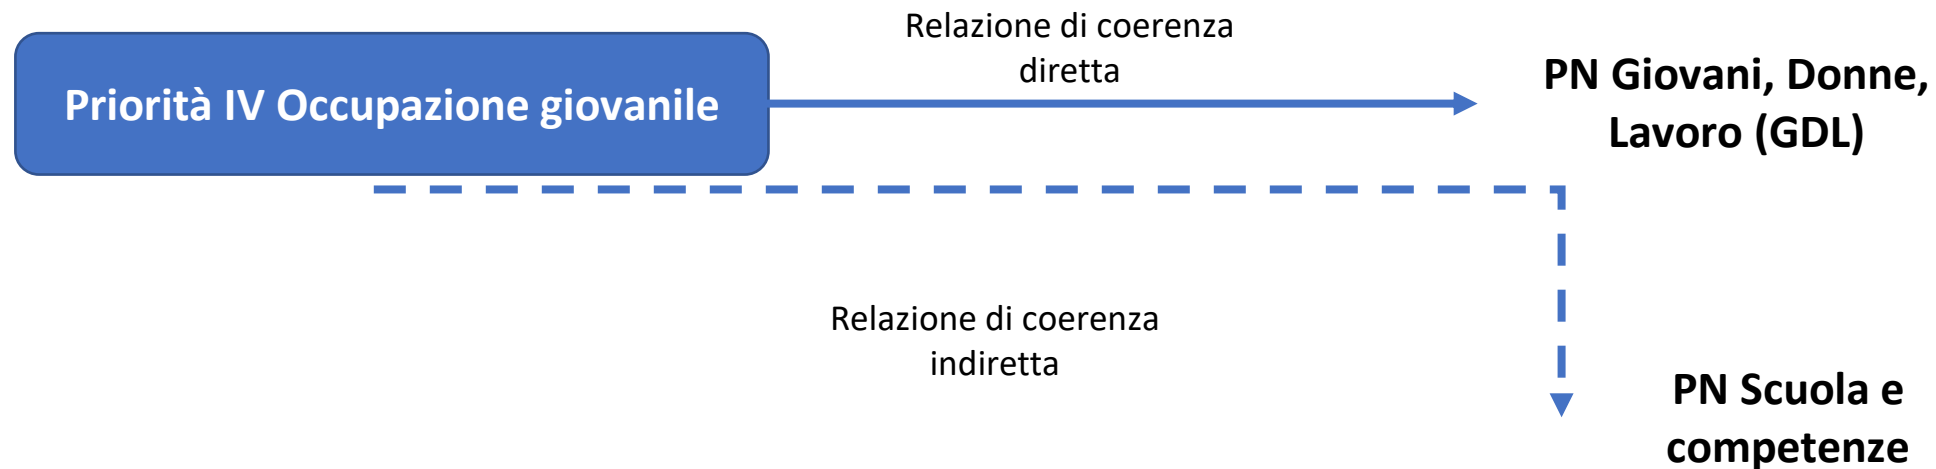 Relazione di coerenza
diretta
Priorità IV Occupazione giovanile
PN Giovani, Donne,
Lavoro (GDL)
Relazione di coerenza
indiretta
PN Scuola e
competenze